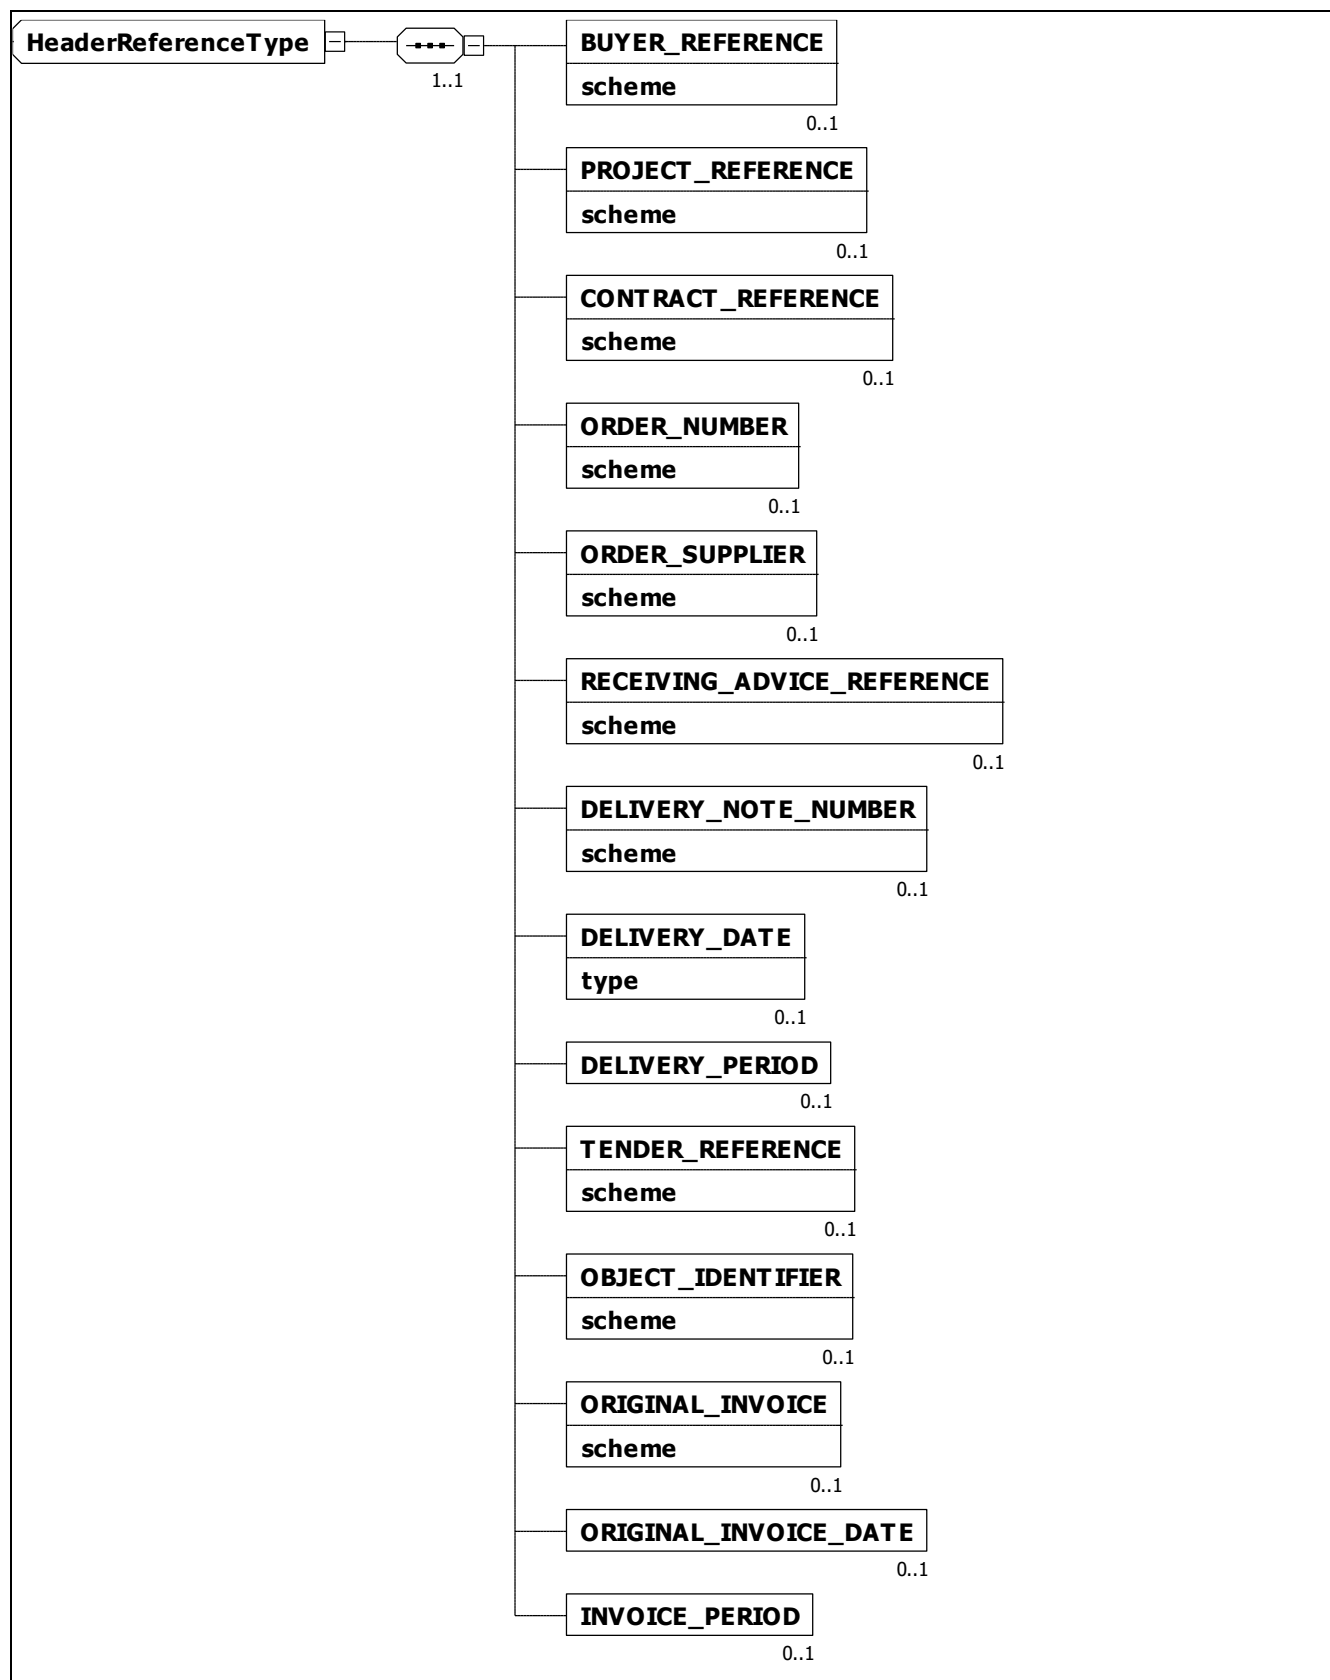 HeaderReferenceType
1..1
BUYER_REFERENCE
scheme
0..1
PROJECT_REFERENCE
scheme
0..1
CONTRACT_REFERENCE
scheme
0..1
ORDER_NUMBER
scheme
0..1
ORDER_SUPPLIER
scheme
0..1
RECEIVING_ADVICE_REFERENCE
scheme
0..1
DELIVERY_NOTE_NUMBER
scheme
0..1
DELIVERY_DATE
type
0..1
DELIVERY_PERIOD
0..1
TENDER_REFERENCE
scheme
0..1
OBJECT_IDENTIFIER
scheme
0..1
ORIGINAL_INVOICE
scheme
0..1
ORIGINAL_INVOICE_DATE
0..1
INVOICE_PERIOD
0..1